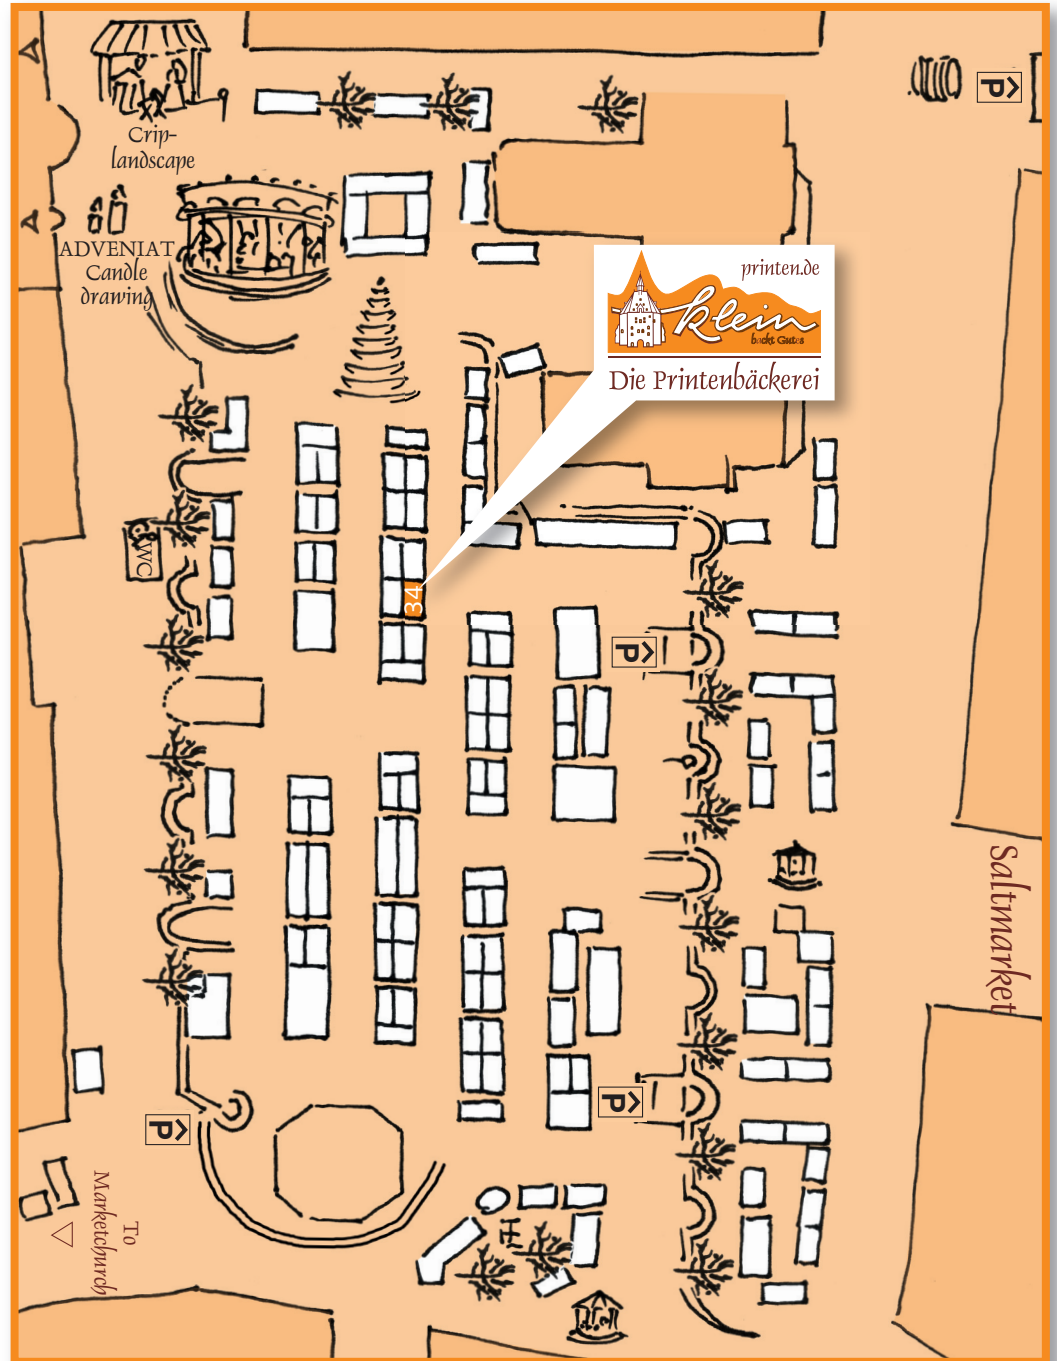 Crip-
landscape
P
ADVENIAT
Candle
drawing
printen.de
klein
backt Gutes
Die Printenbäckerei
WC
34
P
Saltmarket
P
P
To
Marketchurch